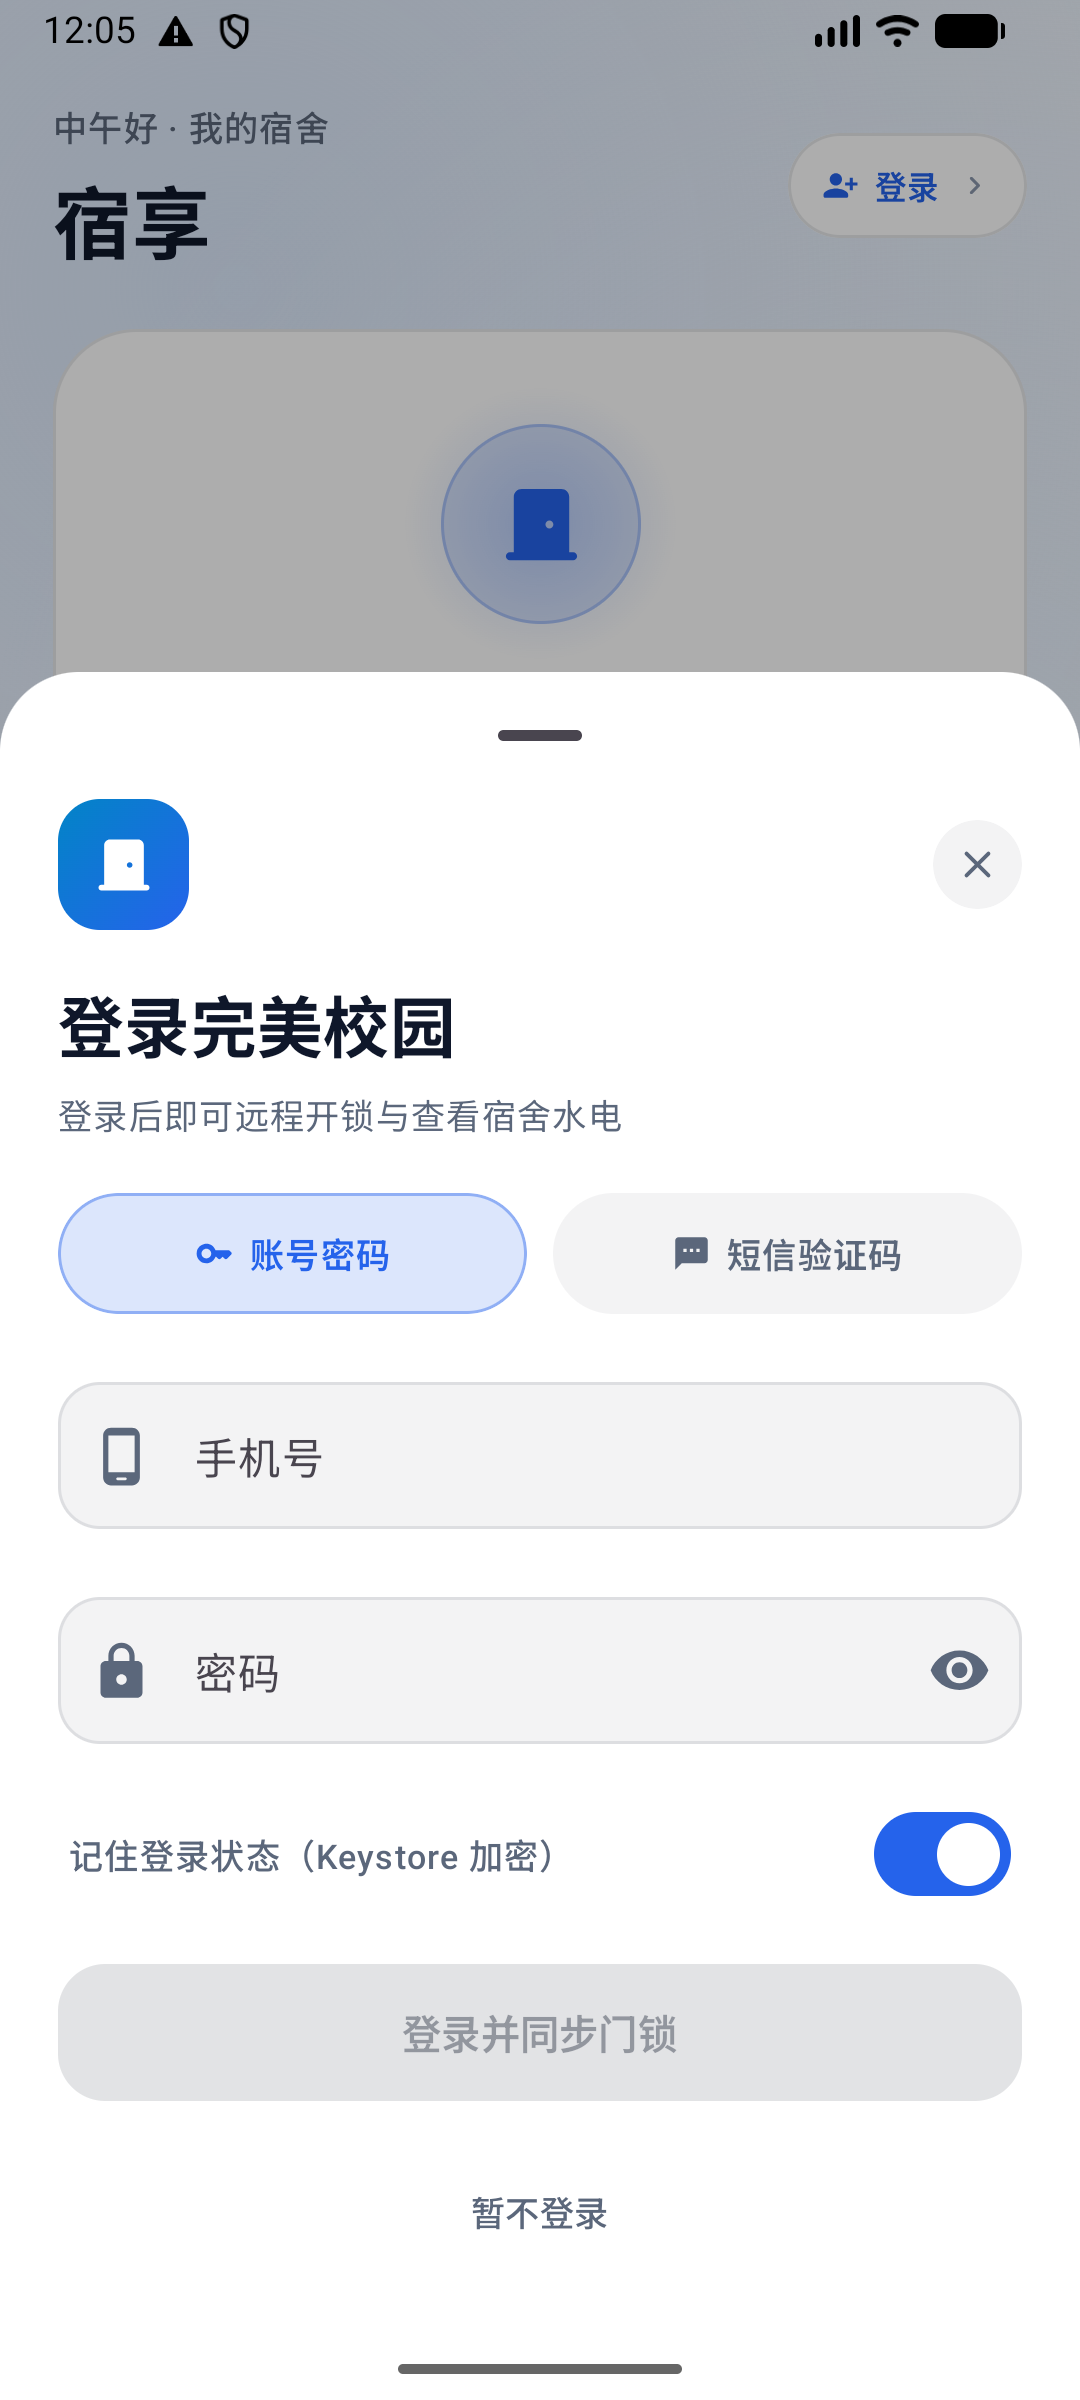 12:05
中午好 · 我的宿舍
宿享
登录
登录完美校园
登录后即可远程开锁与查看宿舍水电
账号密码
短信验证码
手机号
密码
记住登录状态（Keystore 加密）
登录并同步门锁
暂不登录